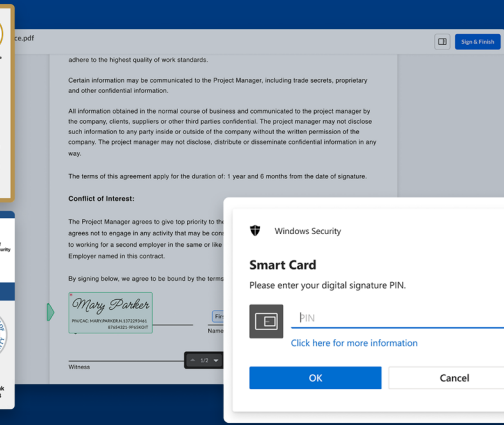 ce.pdf
Sign & Finish
adhere to the highest quality of work standards.
Certain information may be communicated to the Project Manager, including trade secrets, proprietary
and other confidential information.
All information obtained in the normal course of business and communicated to the project manager by
the company, clients, suppliers or other third parties confidential. The project manager may not disclose
such information to any party inside or outside of the company without the written permission of the
company. The project manager may not disclose, distribute or disseminate confidential information in any
way.
The terms of this agreement apply for the duration of: 1 year and 6 months from the date of signature.
Conflict of Interest:
The Project Manager agrees to give top priority to the
agrees not to engage in any activity that may be cons
to working for a second employer in the same or like
Employer named in this contract.
By signing below, we agree to be bound by the terms
Mary Parker
Firs
Name
Witness
1/2
Windows Security
Smart Card
Please enter your digital signature PIN.
PIN
Click here for more information
OK
Cancel